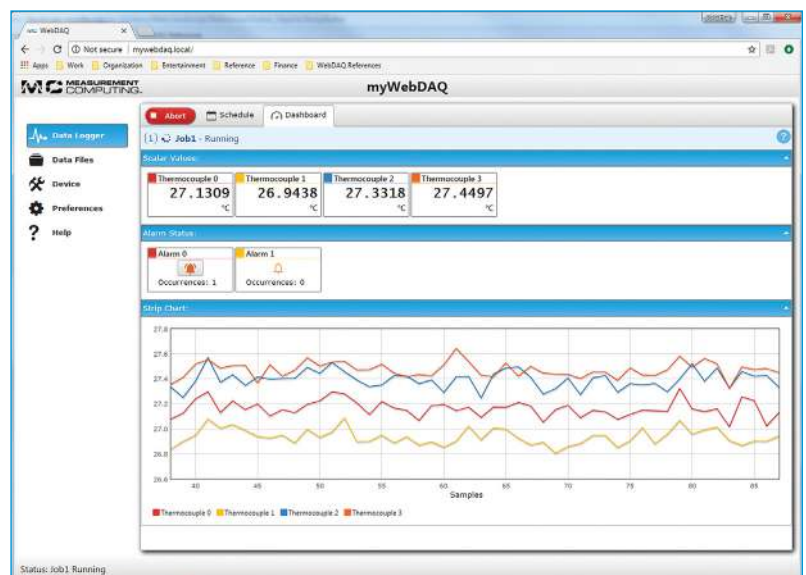 WebDAQ
Not secure mywebdaq.local/
Apps Work Organization Entertainment Reference Finance WebDAQ References
MC MEASUREMENT COMPUTING.
myWebDAQ
Abort Schedule Dashboard
Data Logger
(1) Job1 - Running
Data Files
Device
Preferences
Help
Scalar Values:
Thermocouple 0 Thermocouple 1 Thermocouple 2 Thermocouple 3
27.1309 26.9438 27.3318 27.4497
°C °C °C °C
Alarm Status:
Alarm 0 Alarm 1
Occurrences: 1 Occurrences: 0
Strip Chart:
27.8
27.6
27.4
27.2
27.0
26.8
26.6
40 45 50 55 60 65 70 75 80 85
Samples
Thermocouple 0 Thermocouple 1 Thermocouple 2 Thermocouple 3
Status: Job1 Running